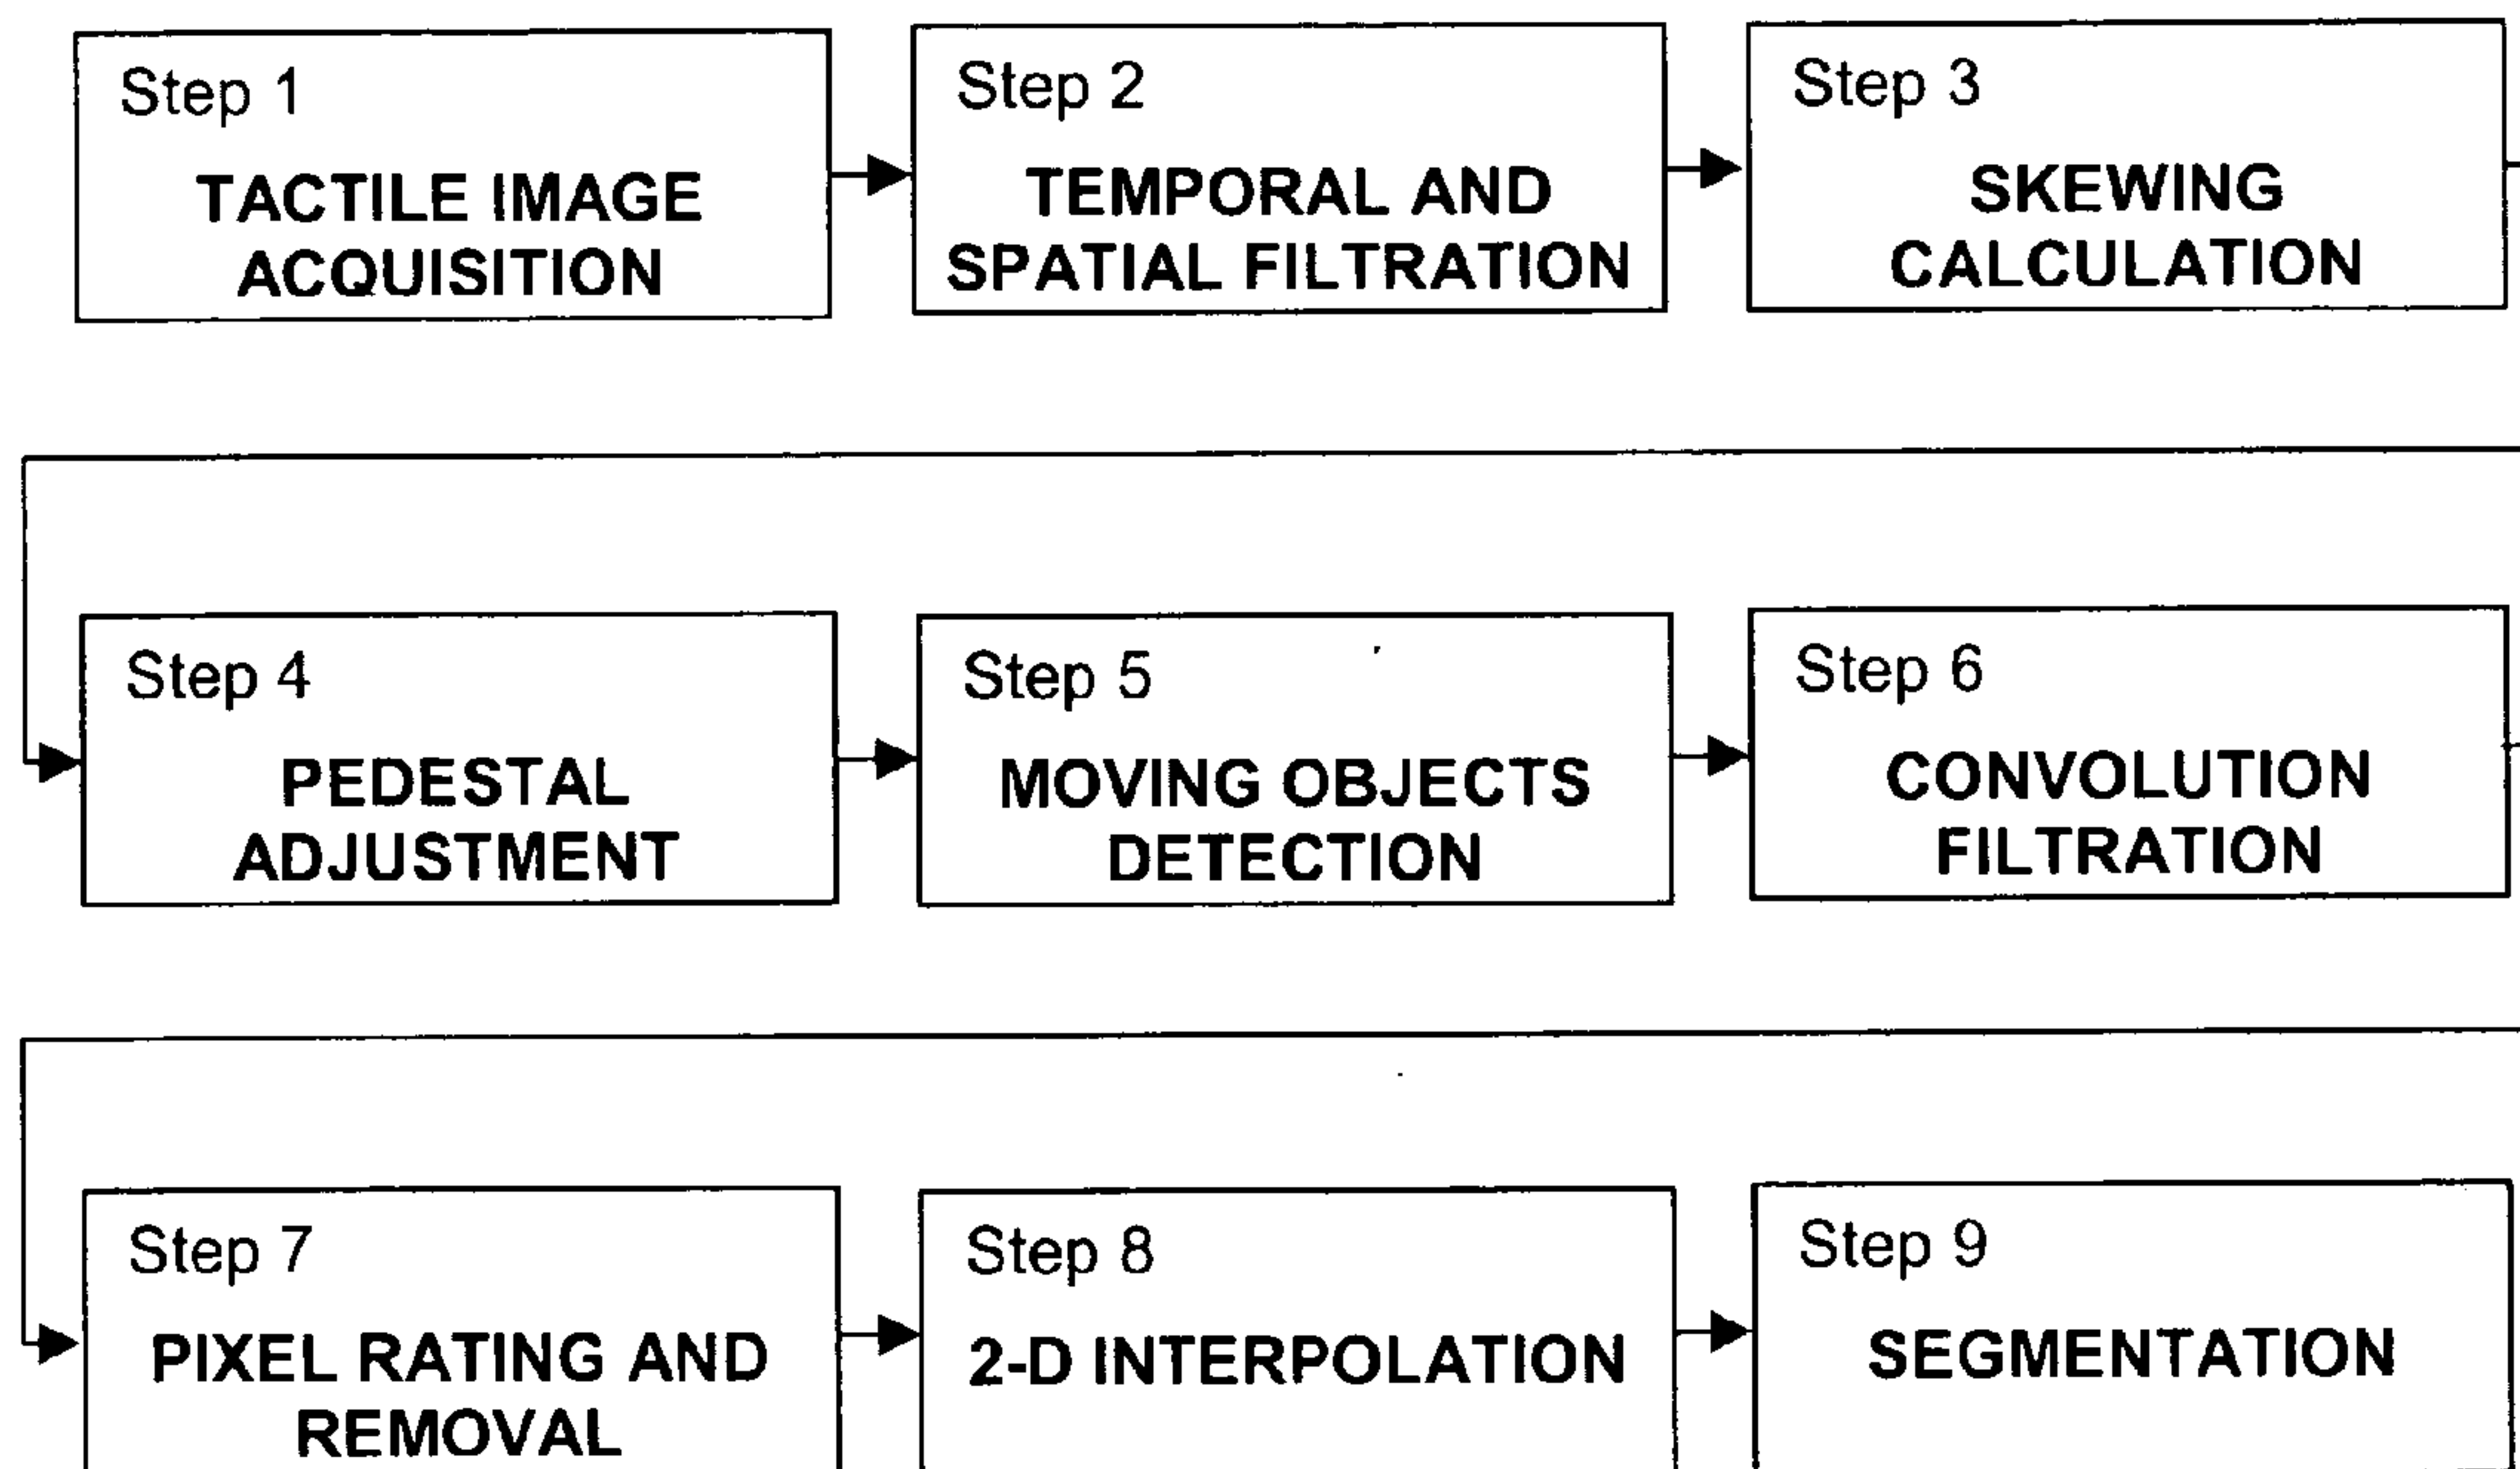 Step 1
TACTILE IMAGE
ACQUISITION
Step 2
TEMPORAL AND
SPATIAL FILTRATION
Step 3
SKEWING
CALCULATION
Step 4
PEDESTAL
ADJUSTMENT
Step 5
MOVING OBJECTS
DETECTION
Step 6
CONVOLUTION
FILTRATION
Step 7
PIXEL RATING AND
REMOVAL
Step 8
2-D INTERPOLATION
Step 9
SEGMENTATION